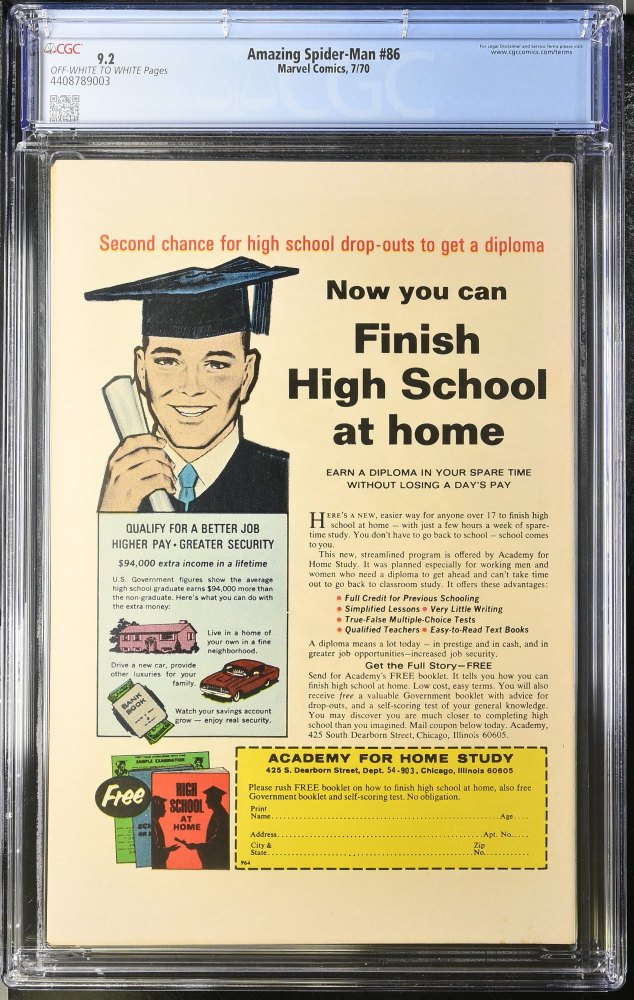 CGC
9.2
OFF-WHITE TO WHITE Pages
4408789003
Amazing Spider-Man #86
Marvel Comics, 7/70
For Legal Disclaimer and Service Terms please visit:
www.cgccomics.com/terms
CGC
Second chance for high school drop-outs to get a diploma
Now you can
Finish
High School
at home
EARN A DIPLOMA IN YOUR SPARE TIME
WITHOUT LOSING A DAY'S PAY
QUALIFY FOR A BETTER JOB
HIGHER PAY • GREATER SECURITY
$94,000 extra income in a lifetime
U.S. Government figures show the average
high school graduate earns $94,000 more than
the non-graduate. Here's what you can do with
the extra money:
Live in a home of
your own in a fine
neighborhood.
Drive a new car, provide
other luxuries for your
family.
BANK
BOOK
Watch your savings account
grow — enjoy real security.
HERE'S A NEW, easier way for anyone over 17 to finish high
school at home — with just a few hours a week of spare-
time study. You don't have to go back to school — school comes
to you.
This new, streamlined program is offered by Academy for
Home Study. It was planned especially for working men and
women who need a diploma to get ahead and can't take time
out to go back to classroom study. It offers these advantages:
• Full Credit for Previous Schooling
• Simplified Lessons • Very Little Writing
• True-False Multiple-Choice Tests
• Qualified Teachers • Easy-to-Read Text Books
A diploma means a lot today — in prestige and in cash, and in
greater job opportunities—increased job security.
Get the Full Story—FREE
Send for Academy's FREE booklet. It tells you how you can
finish high school at home. Low cost, easy terms. You will also
receive free a valuable Government booklet with advice for
drop-outs, and a self-scoring test of your general knowledge.
You may discover you are much closer to completing high
school than you imagined. Mail coupon below today. Academy,
425 South Dearborn Street, Chicago, Illinois 60605.
SAMPLE EXAMINATION
Free
HIGH
SCHOOL
AT
HOME
ACADEMY FOR HOME STUDY
425 S. Dearborn Street, Dept. 54-903, Chicago, Illinois 60605
Please rush FREE booklet on how to finish high school at home, also free
Government booklet and self-scoring test. No obligation.
Print
Name Age
Address Apt. No.
City & Zip
State No.
964